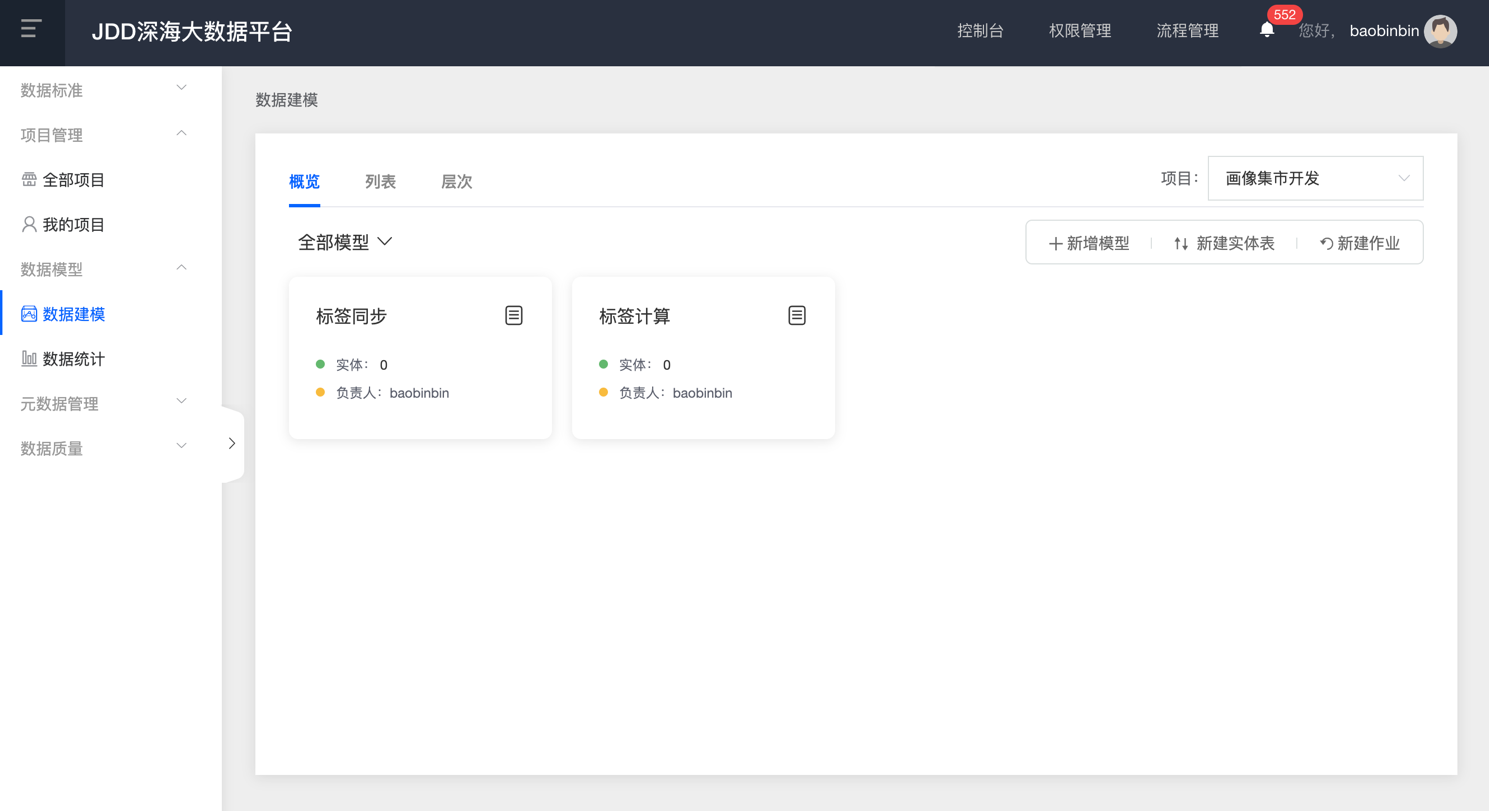 JDD深海大数据平台
控制台 权限管理 流程管理 552 您好, baobinbin
数据标准
项目管理
全部项目
我的项目
数据模型
数据建模
数据统计
元数据管理
数据质量
数据建模
概览 列表 层次 项目: 画像集市开发
全部模型 新增模型 新建实体表 新建作业
标签同步
实体: 0
负责人: baobinbin
标签计算
实体: 0
负责人: baobinbin